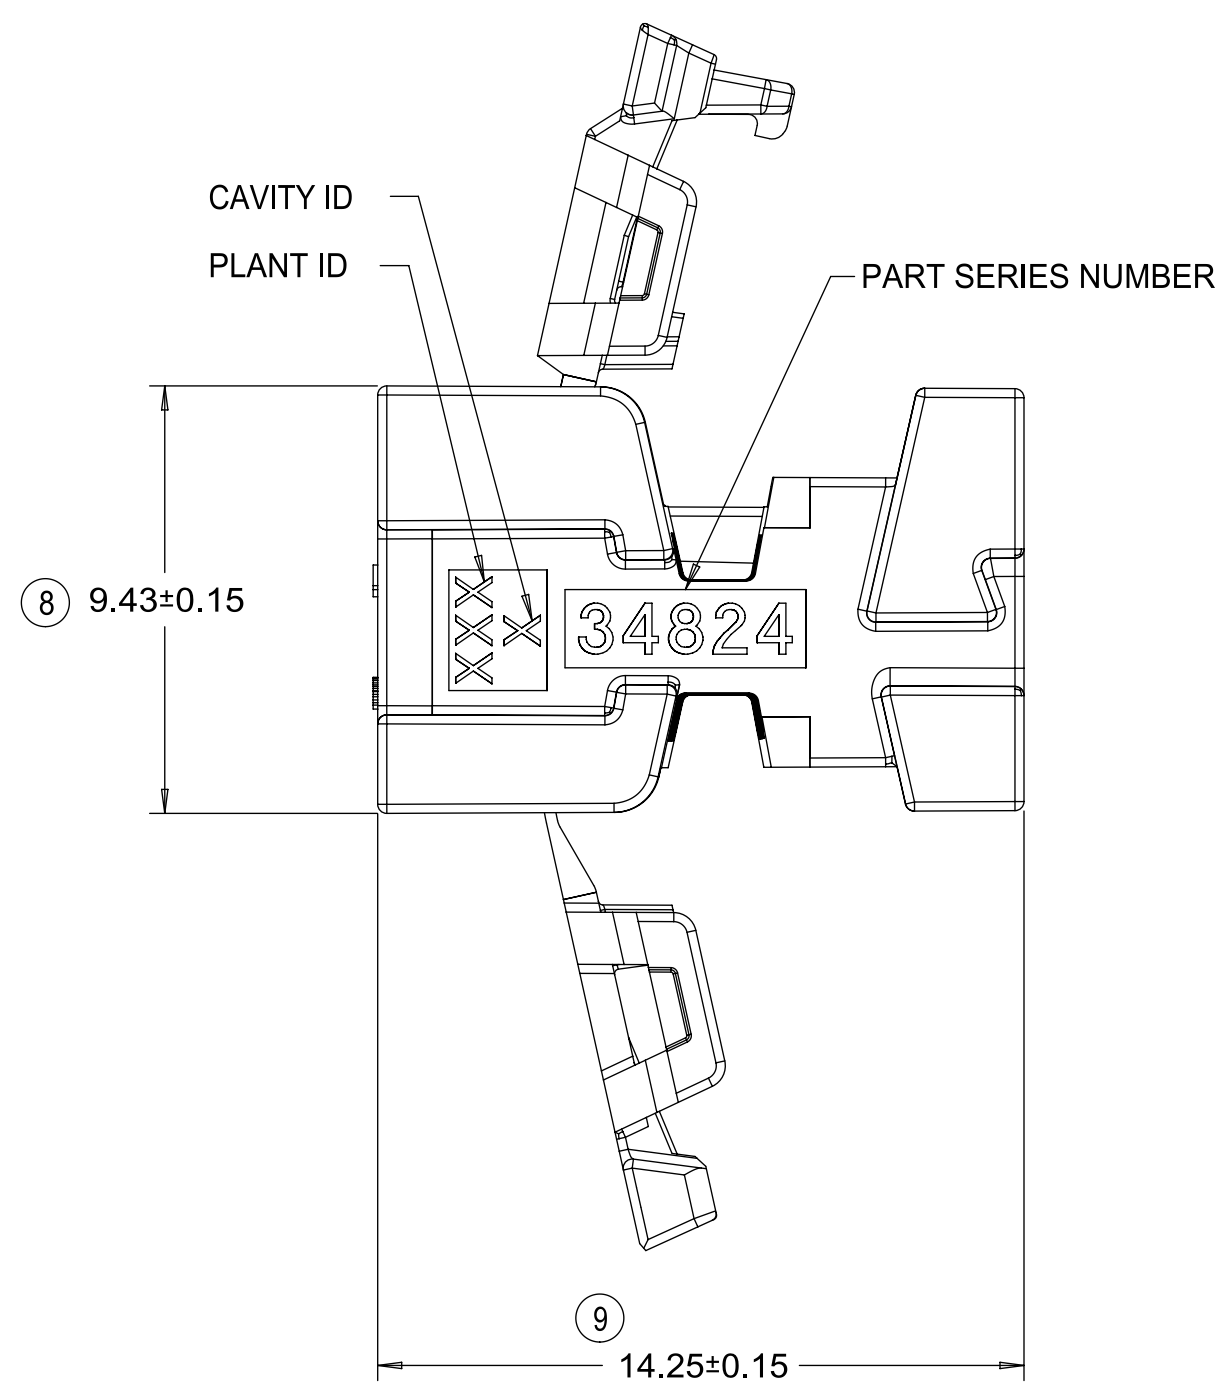 CAVITY ID
PLANT ID
PART SERIES NUMBER
8 9.43±0.15
XXX
X
34824
9
14.25±0.15